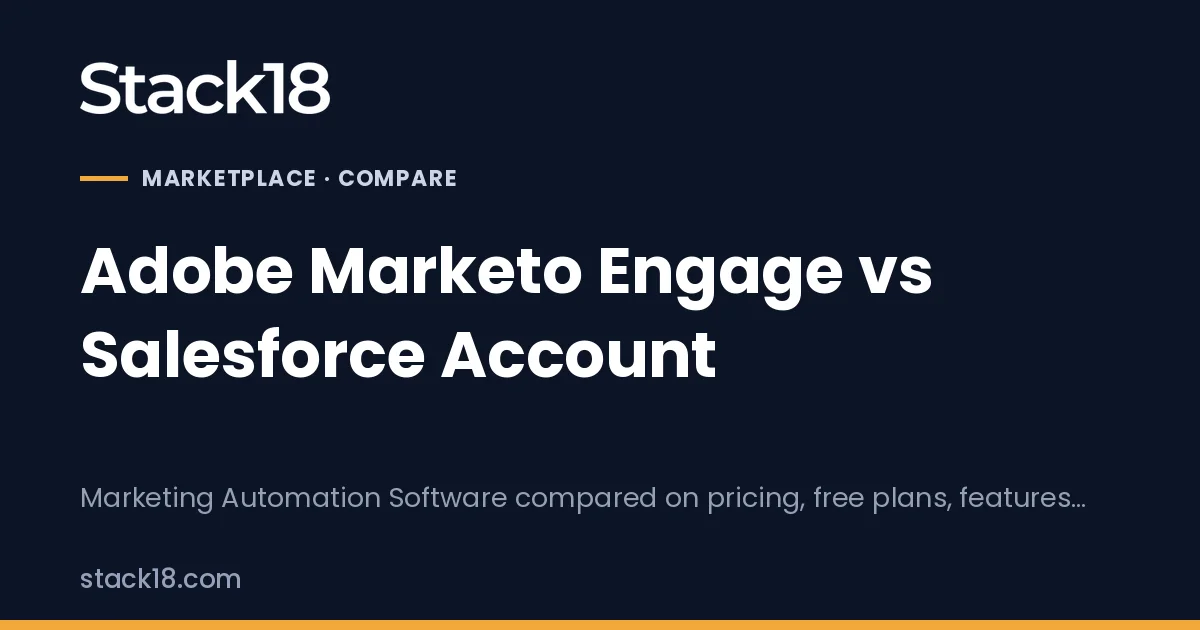 Stack18
MARKETPLACE · COMPARE
Adobe Marketo Engage vs
Salesforce Account
Marketing Automation Software compared on pricing, free plans, features...
stack18.com